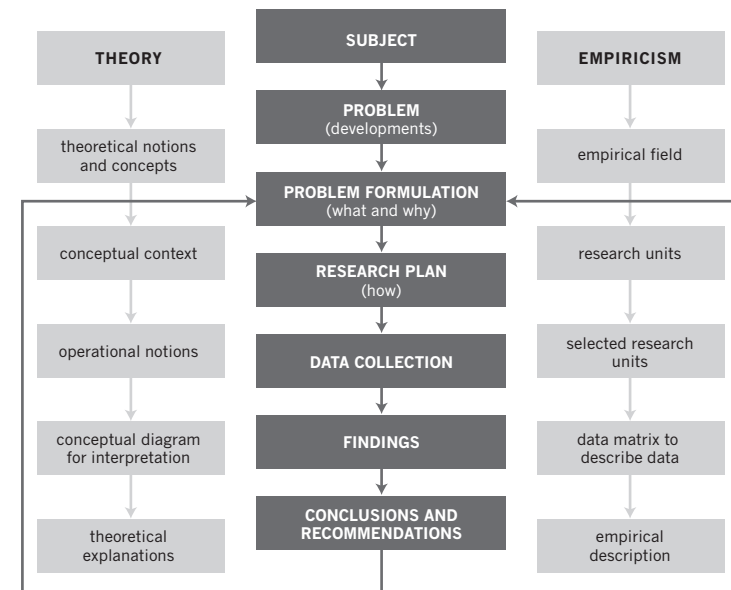 THEORY
theoretical notions
and concepts
conceptual context
operational notions
conceptual diagram
for interpretation
theoretical
explanations
SUBJECT
PROBLEM
(developments)
PROBLEM FORMULATION
(what and why)
RESEARCH PLAN
(how)
DATA COLLECTION
FINDINGS
CONCLUSIONS AND
RECOMMENDATIONS
EMPIRICISM
empirical field
research units
selected research
units
data matrix to
describe data
empirical
description